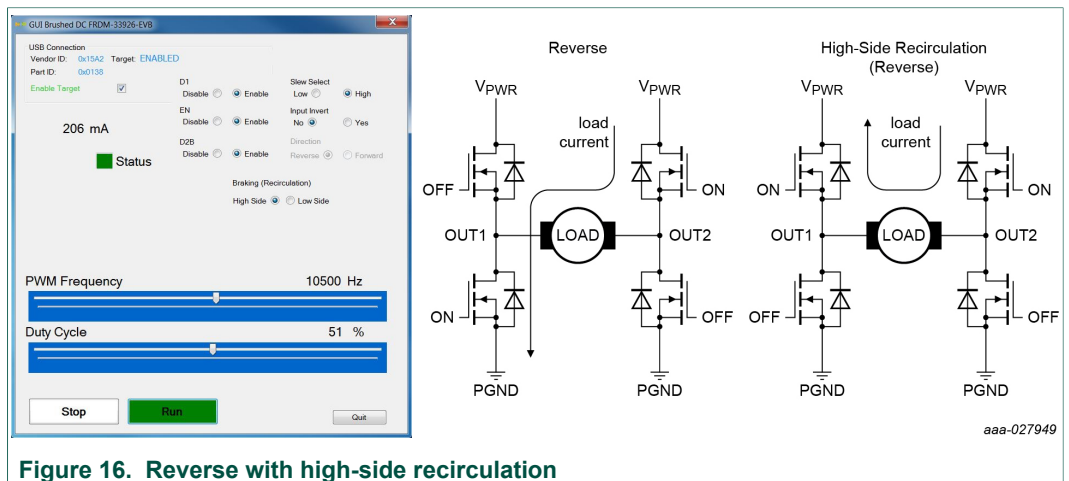 GUI Brushed DC FRDM-33926-EVB
USB Connection
Vendor ID: 0x15A2 Target: ENABLED
Part ID: 0x0138
Enable Target
206 mA
Status
D1
Disable Enable
EN
Disable Enable
D2B
Disable Enable
Slew Select
Low High
Input Invert
No Yes
Direction
Reverse Forward
Braking (Recirculation)
High Side Low Side
PWM Frequency 10500 Hz
Duty Cycle 51 %
Stop Run Quit
Reverse
VPWR
load
current
OFF ON
OUT1 LOAD OUT2
ON OFF
PGND PGND
High-Side Recirculation
(Reverse)
VPWR VPWR
load
current
ON ON
OUT1 LOAD OUT2
OFF OFF
PGND PGND
aaa-027949
Figure 16. Reverse with high-side recirculation